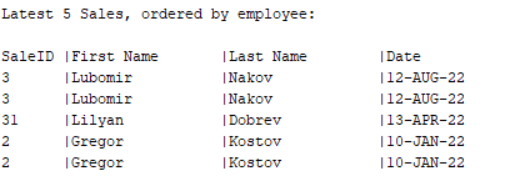 Latest 5 Sales, ordered by employee:
SaleID |First Name |Last Name |Date
3 |Lubomir |Nakov |12-AUG-22
3 |Lubomir |Nakov |12-AUG-22
31 |Lilyan |Dobrev |13-APR-22
2 |Gregor |Kostov |10-JAN-22
2 |Gregor |Kostov |10-JAN-22